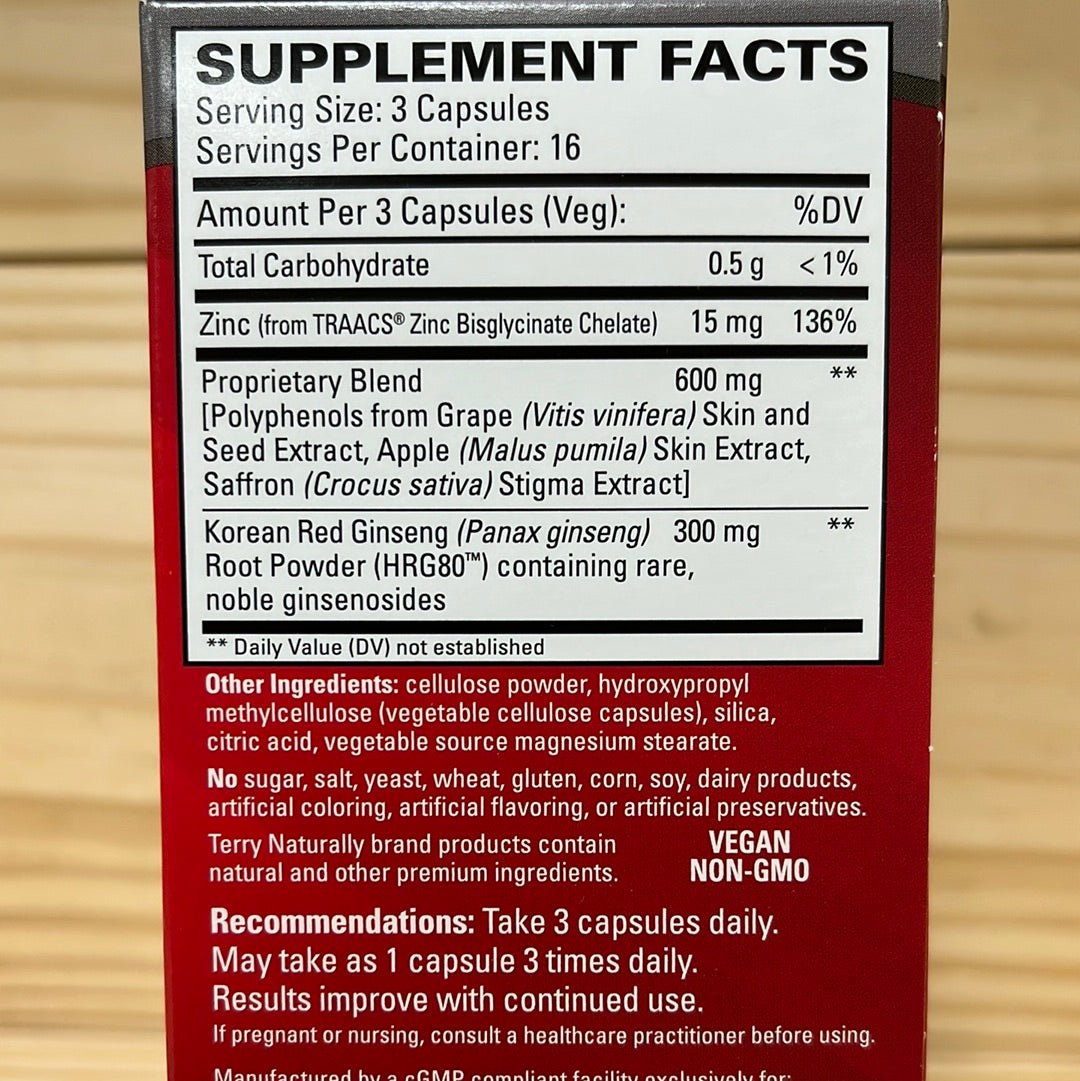 SUPPLEMENT FACTS
Serving Size: 3 Capsules
Servings Per Container: 16
Amount Per 3 Capsules (Veg): %DV
Total Carbohydrate 0.5 g < 1%
Zinc (from TRAACS® Zinc Bisglycinate Chelate) 15 mg 136%
Proprietary Blend 600 mg **
[Polyphenols from Grape (Vitis vinifera) Skin and
Seed Extract, Apple (Malus pumila) Skin Extract,
Saffron (Crocus sativa) Stigma Extract]
Korean Red Ginseng (Panax ginseng) 300 mg **
Root Powder (HRG80™) containing rare,
noble ginsenosides
** Daily Value (DV) not established
Other Ingredients: cellulose powder, hydroxypropyl
methylcellulose (vegetable cellulose capsules), silica,
citric acid, vegetable source magnesium stearate.
No sugar, salt, yeast, wheat, gluten, corn, soy, dairy products,
artificial coloring, artificial flavoring, or artificial preservatives.
Terry Naturally brand products contain
natural and other premium ingredients.
VEGAN
NON-GMO
Recommendations: Take 3 capsules daily.
May take as 1 capsule 3 times daily.
Results improve with continued use.
If pregnant or nursing, consult a healthcare practitioner before using.
Manufactured by a cGMP compliant facility exclusively for: